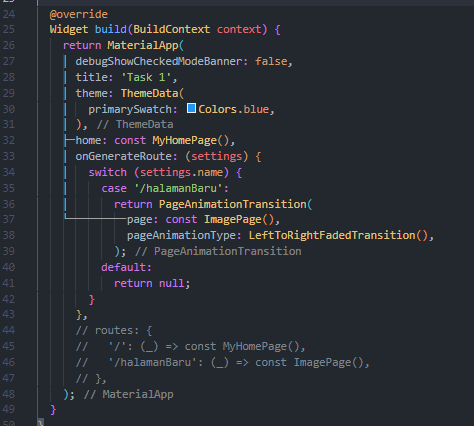 24 @override
25 Widget build(BuildContext context) {
26 return MaterialApp(
27 debugShowCheckedModeBanner: false,
28 title: 'Task 1',
29 theme: ThemeData(
30 primarySwatch: Colors.blue,
31 ), // ThemeData
32 home: const MyHomePage(),
33 onGenerateRoute: (settings) {
34 switch (settings.name) {
35 case '/halamanBaru':
36 return PageAnimationTransition(
37 page: const ImagePage(),
38 pageAnimationType: LeftToRightFadedTransition(),
39 ); // PageAnimationTransition
40 default:
41 return null;
42 }
43 },
44 // routes: {
45 //   '/': (_) => const MyHomePage(),
46 //   '/halamanBaru': (_) => const ImagePage(),
47 // },
48 ); // MaterialApp
49 }
50 }